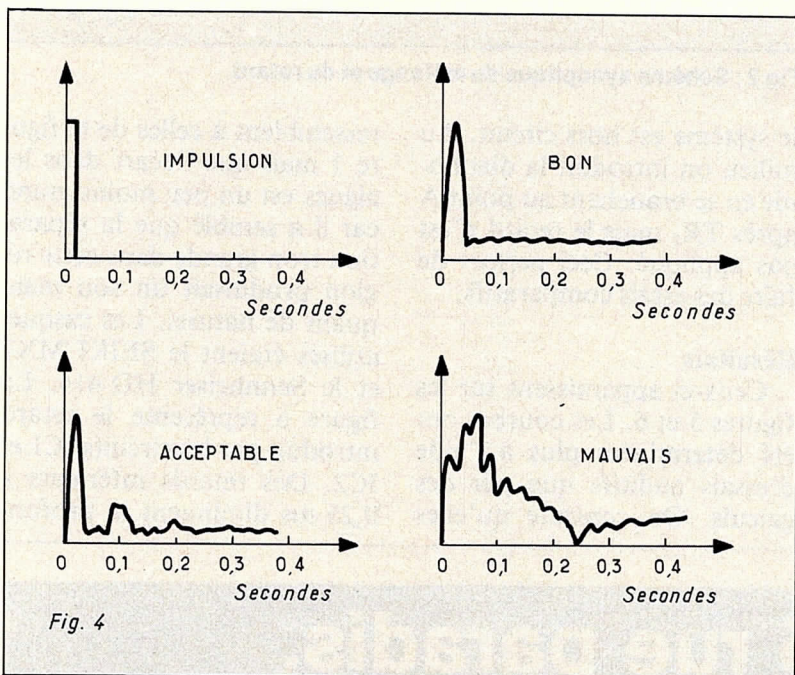 IMPULSION
0 0,1 0,2 0,3 0,4
Secondes
BON
0 0,1 0,2 0,3 0,4
Secondes
ACCEPTABLE
0 0,1 0,2 0,3 0,4
Secondes
MAUVAIS
0 0,1 0,2 0,3 0,4
Secondes
Fig. 4